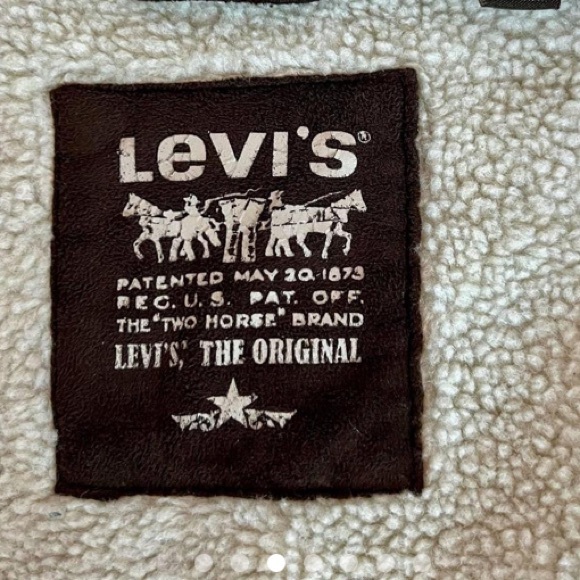 LEVI'S®
PATENTED MAY 20 1873
REG. U.S. PAT. OFF.
THE "TWO HORSE" BRAND
LEVI'S, THE ORIGINAL